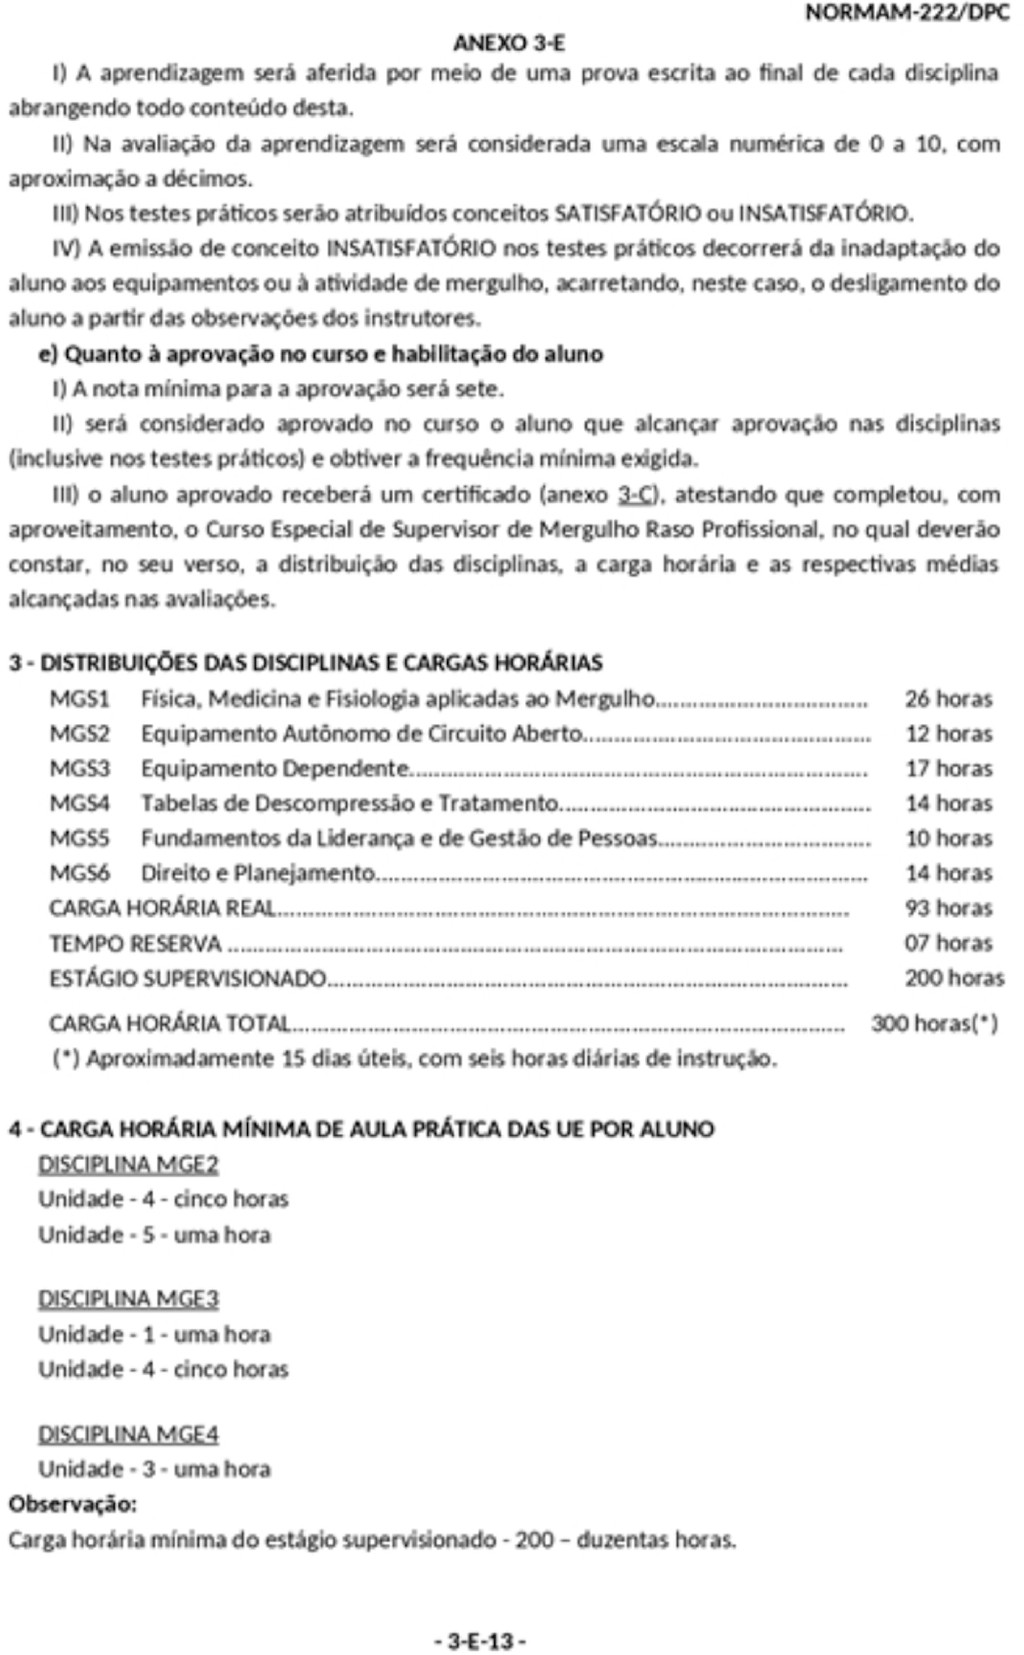 NORMAM-222/DPC
ANEXO 3-E
I) A aprendizagem será aferida por meio de uma prova escrita ao final de cada disciplina
abrangendo todo conteúdo desta.
II) Na avaliação da aprendizagem será considerada uma escala numérica de 0 a 10, com
aproximação a décimos.
III) Nos testes práticos serão atribuídos conceitos SATISFATÓRIO ou INSATISFATÓRIO.
IV) A emissão de conceito INSATISFATÓRIO nos testes práticos decorrerá da inadaptação do
aluno aos equipamentos ou à atividade de mergulho, acarretando, neste caso, o desligamento do
aluno a partir das observações dos instrutores.
e) Quanto à aprovação no curso e habilitação do aluno
I) A nota mínima para a aprovação será sete.
II) será considerado aprovado no curso o aluno que alcançar aprovação nas disciplinas
(inclusive nos testes práticos) e obtiver a frequência mínima exigida.
III) o aluno aprovado receberá um certificado (anexo 3-C), atestando que completou, com
aproveitamento, o Curso Especial de Supervisor de Mergulho Raso Profissional, no qual deverão
constar, no seu verso, a distribuição das disciplinas, a carga horária e as respectivas médias
alcançadas nas avaliações.
3 - DISTRIBUIÇÕES DAS DISCIPLINAS E CARGAS HORÁRIAS
MGS1 Física, Medicina e Fisiologia aplicadas ao Mergulho.................................. 26 horas
MGS2 Equipamento Autônomo de Circuito Aberto.............................................. 12 horas
MGS3 Equipamento Dependente......................................................................... 17 horas
MGS4 Tabelas de Descompressão e Tratamento.................................................. 14 horas
MGS5 Fundamentos da Liderança e de Gestão de Pessoas.................................. 10 horas
MGS6 Direito e Planejamento............................................................................... 14 horas
CARGA HORÁRIA REAL........................................................................................... 93 horas
TEMPO RESERVA .................................................................................................. 07 horas
ESTÁGIO SUPERVISIONADO................................................................................... 200 horas
CARGA HORÁRIA TOTAL........................................................................................ 300 horas(*)
(*) Aproximadamente 15 dias úteis, com seis horas diárias de instrução.
4 - CARGA HORÁRIA MÍNIMA DE AULA PRÁTICA DAS UE POR ALUNO
DISCIPLINA MGE2
Unidade - 4 - cinco horas
Unidade - 5 - uma hora
DISCIPLINA MGE3
Unidade - 1 - uma hora
Unidade - 4 - cinco horas
DISCIPLINA MGE4
Unidade - 3 - uma hora
Observação:
Carga horária mínima do estágio supervisionado - 200 – duzentas horas.
- 3-E-13 -